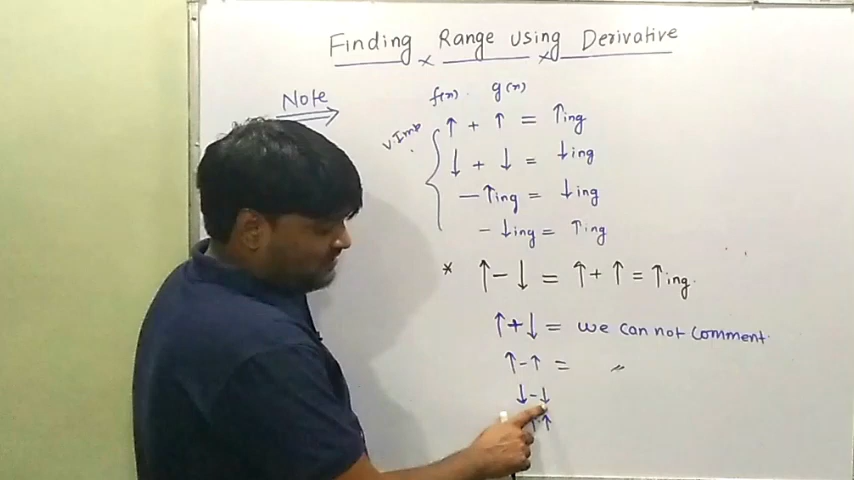 Finding Range using Derivative
Note
f(x) g(x)
V.Imp
↑ + ↑ = ↑ing
↓ + ↓ = ↓ing
- ↑ing = ↓ing
- ↓ing = ↑ing
* ↑ - ↓ = ↑ + ↑ = ↑ing
↑ + ↓ = we can not comment.
↑ - ↑ = 〃
↓ - ↓
↑ · ↑